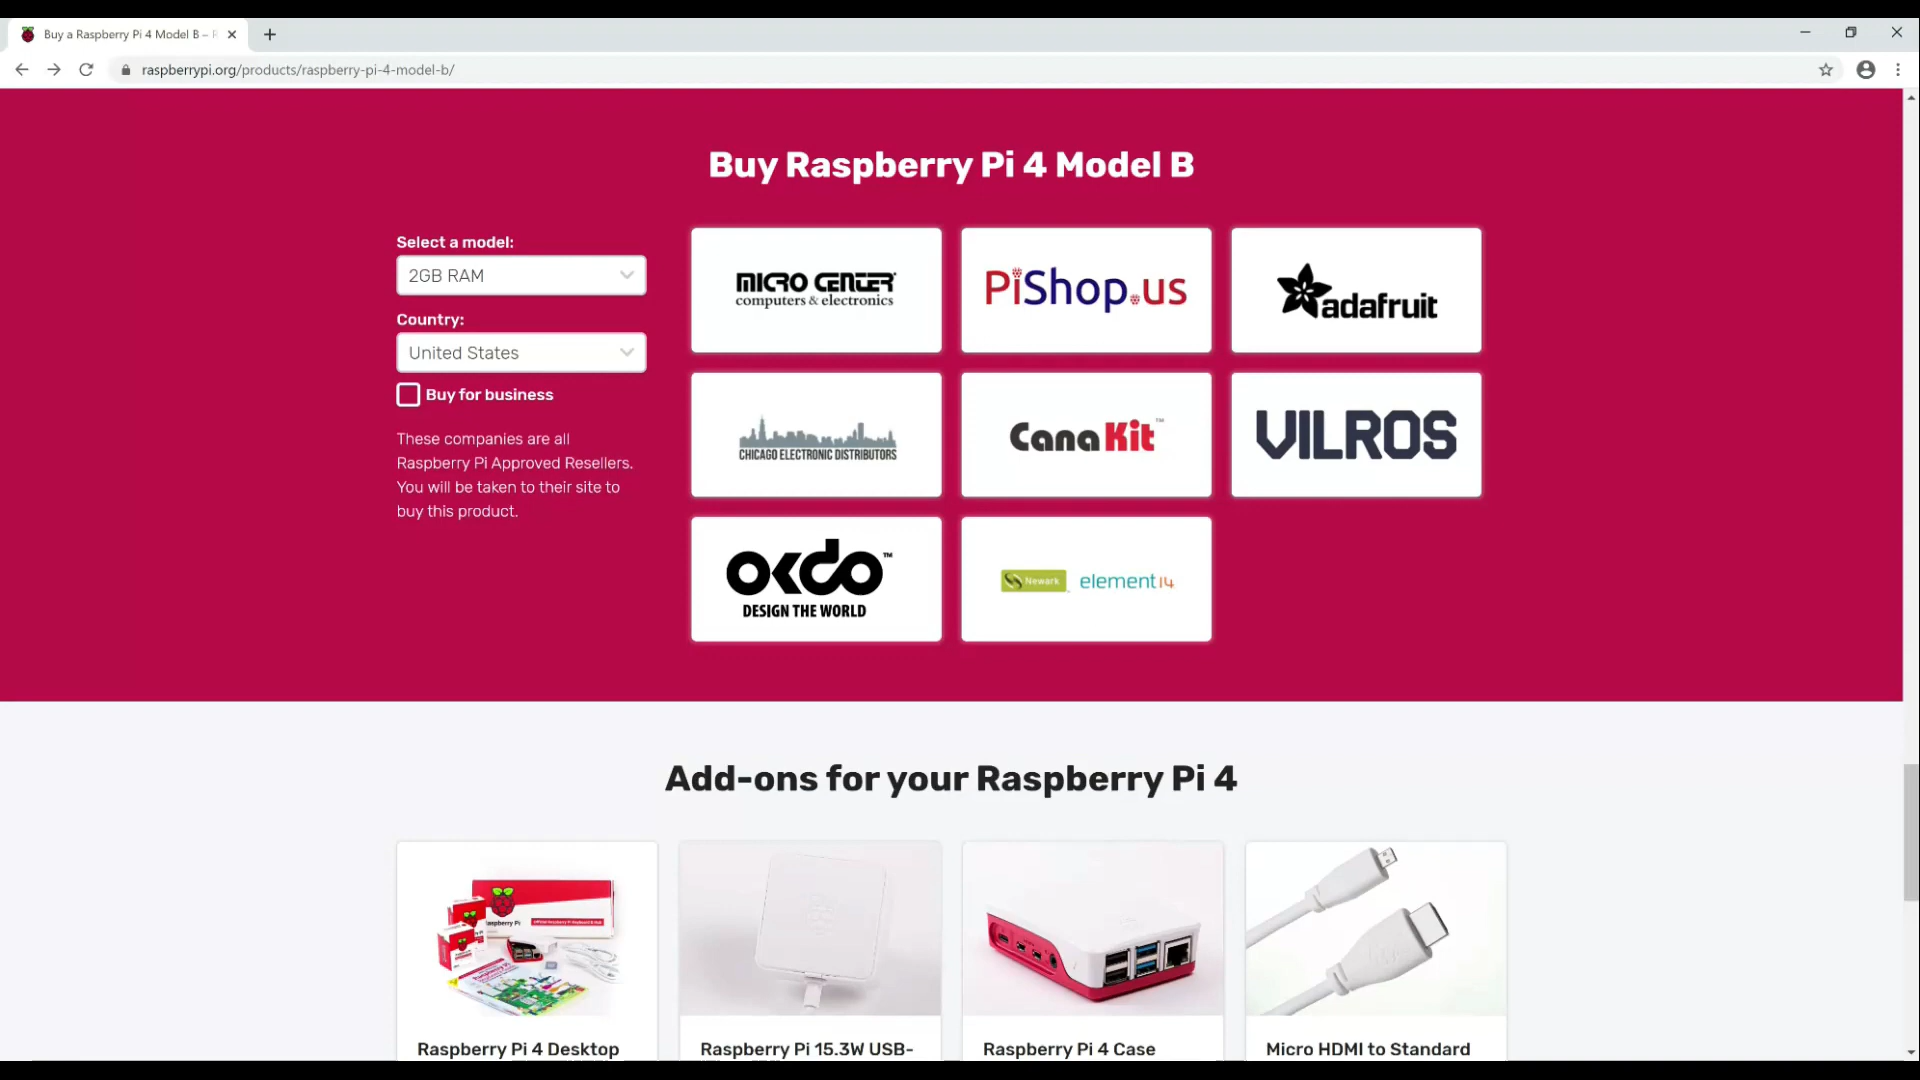 Buy a Raspberry Pi 4 Model B –
raspberrypi.org/products/raspberry-pi-4-model-b/
Buy Raspberry Pi 4 Model B
Select a model:
2GB RAM
Country:
United States
Buy for business
These companies are all
Raspberry Pi Approved Resellers.
You will be taken to their site to
buy this product.
MICRO CENTER
computers & electronics
PiShop.us
adafruit
CHICAGO ELECTRONIC DISTRIBUTORS
CanaKit™
VILROS
OKdo™
DESIGN THE WORLD
Newark element14
Add-ons for your Raspberry Pi 4
Raspberry Pi 4 Desktop
Raspberry Pi 15.3W USB-
Raspberry Pi 4 Case
Micro HDMI to Standard